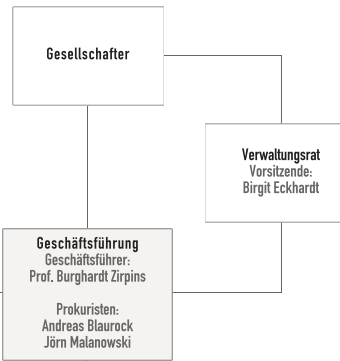 Gesellschafter
Verwaltungsrat
Vorsitzende:
Birgit Eckhardt
Geschäftsführung
Geschäftsführer:
Prof. Burghardt Zirpins
Prokuristen:
Andreas Blaurock
Jörn Malanowski